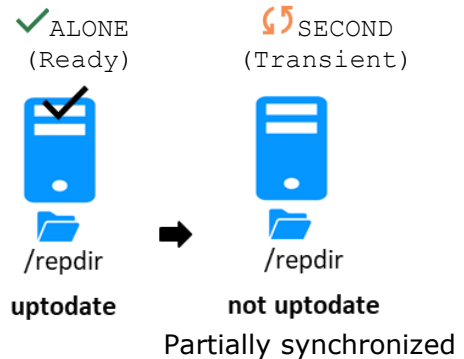 ALONE
(Ready)
SECOND
(Transient)
/repdir
/repdir
uptodate
not uptodate
Partially synchronized